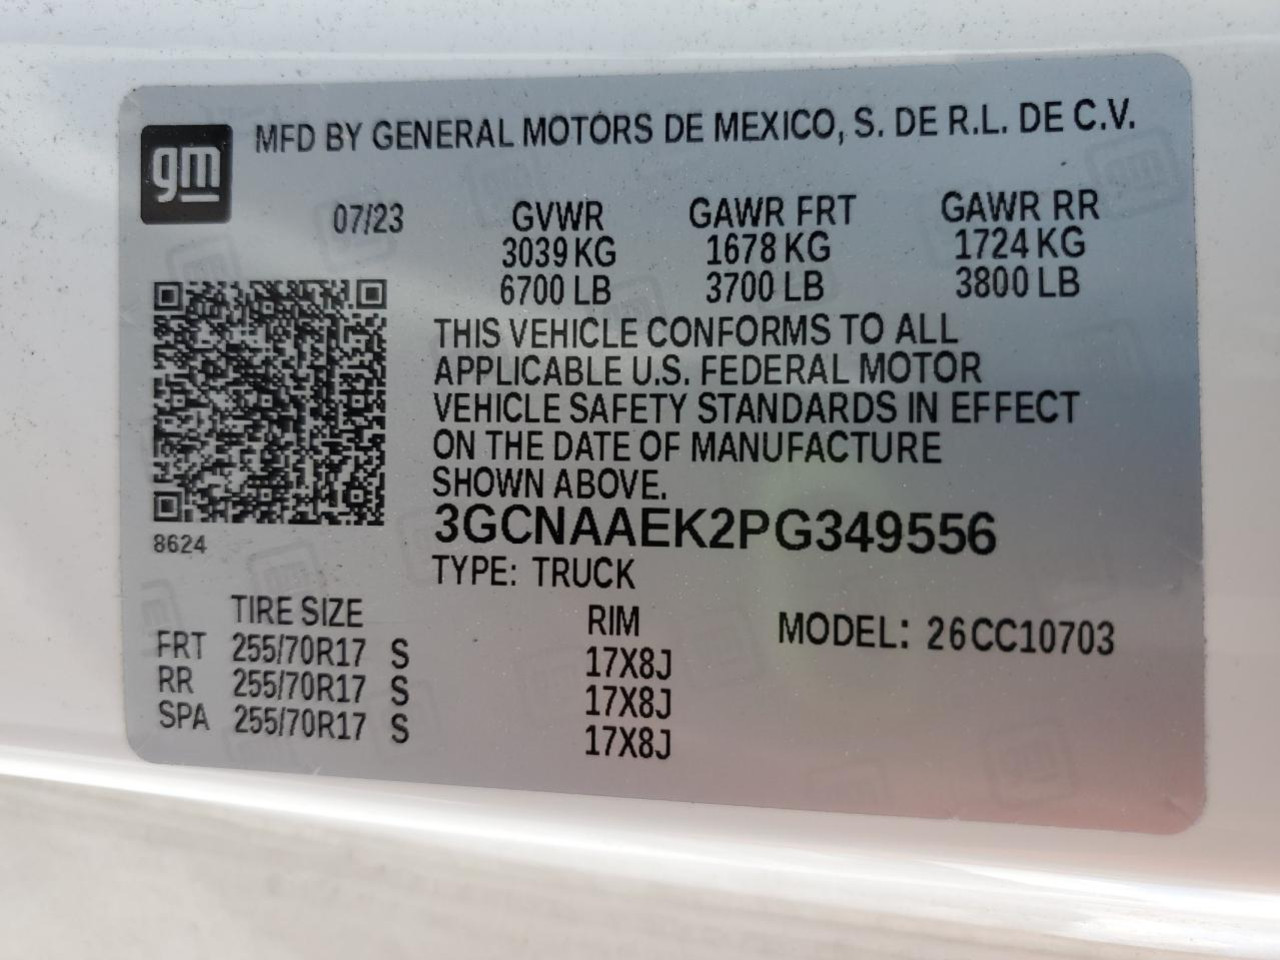 gm
MFD BY GENERAL MOTORS DE MEXICO, S. DE R.L. DE C.V.
07/23 GVWR GAWR FRT GAWR RR
3039 KG 1678 KG 1724 KG
6700 LB 3700 LB 3800 LB
THIS VEHICLE CONFORMS TO ALL
APPLICABLE U.S. FEDERAL MOTOR
VEHICLE SAFETY STANDARDS IN EFFECT
ON THE DATE OF MANUFACTURE
SHOWN ABOVE.
3GCNAAEK2PG349556
8624
TYPE: TRUCK
TIRE SIZE RIM MODEL: 26CC10703
FRT 255/70R17 S 17X8J
RR 255/70R17 S 17X8J
SPA 255/70R17 S 17X8J